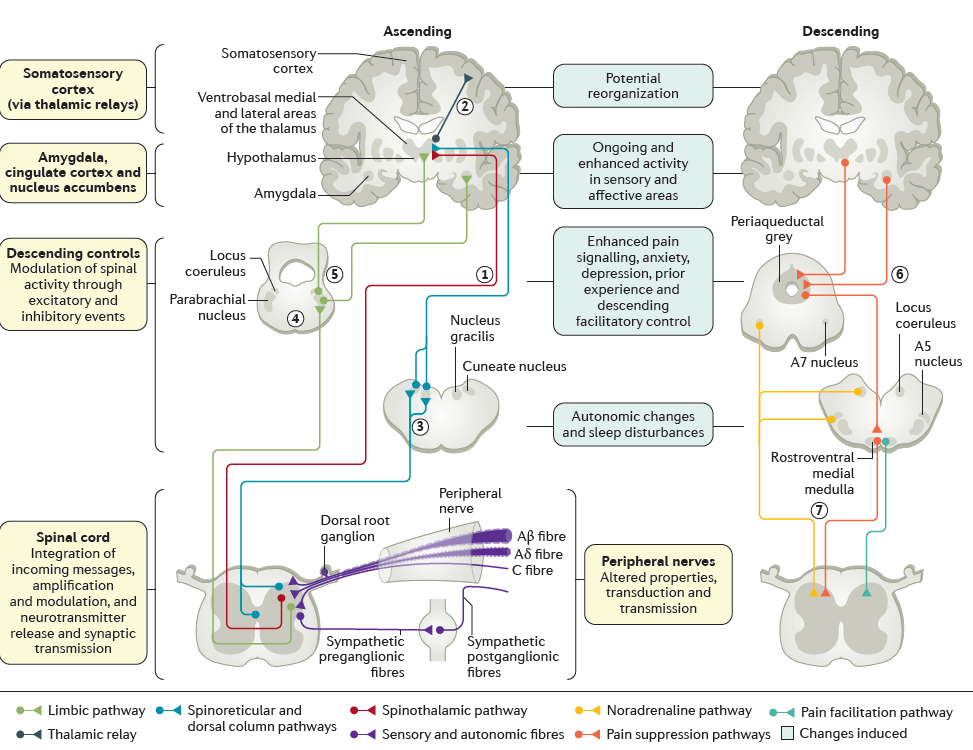 Ascending
Descending
Somatosensory
cortex
(via thalamic relays)
Amygdala,
cingulate cortex and
nucleus accumbens
Descending controls
Modulation of spinal
activity through
excitatory and
inhibitory events
Spinal cord
Integration of
incoming messages,
amplification
and modulation, and
neurotransmitter
release and synaptic
transmission
Somatosensory
cortex
Ventrobasal medial
and lateral areas
of the thalamus
Hypothalamus
Amygdala
2
Locus
coeruleus
Parabrachial
nucleus
5
4
1
Nucleus
gracilis
Cuneate nucleus
3
Dorsal root
ganglion
Peripheral
nerve
Aβ fibre
Aδ fibre
C fibre
Sympathetic
preganglionic
fibres
Sympathetic
postganglionic
fibres
Potential
reorganization
Ongoing and
enhanced activity
in sensory and
affective areas
Enhanced pain
signalling, anxiety,
depression, prior
experience and
descending
facilitatory control
Autonomic changes
and sleep disturbances
Peripheral nerves
Altered properties,
transduction and
transmission
Periaqueductal
grey
6
A7 nucleus
Locus
coeruleus
A5
nucleus
Rostroventral
medial
medulla
7
Limbic pathway
Spinoreticular and
dorsal column pathways
Spinothalamic pathway
Noradrenaline pathway
Pain facilitation pathway
Thalamic relay
Sensory and autonomic fibres
Pain suppression pathways
Changes induced